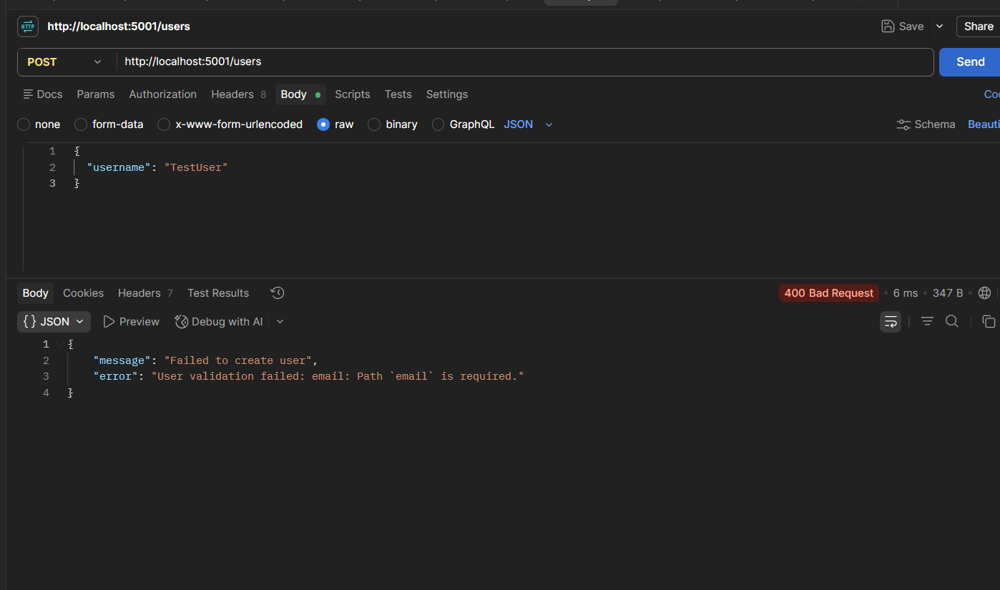 HTTP http://localhost:5001/users Save Share
POST http://localhost:5001/users Send
Docs Params Authorization Headers 8 Body Scripts Tests Settings
none form-data x-www-form-urlencoded raw binary GraphQL JSON Schema
1 {
2 "username": "TestUser"
3 }
Body Cookies Headers 7 Test Results 400 Bad Request • 6 ms • 347 B •
{} JSON Preview Debug with AI
1 {
2 "message": "Failed to create user",
3 "error": "User validation failed: email: Path `email` is required."
4 }